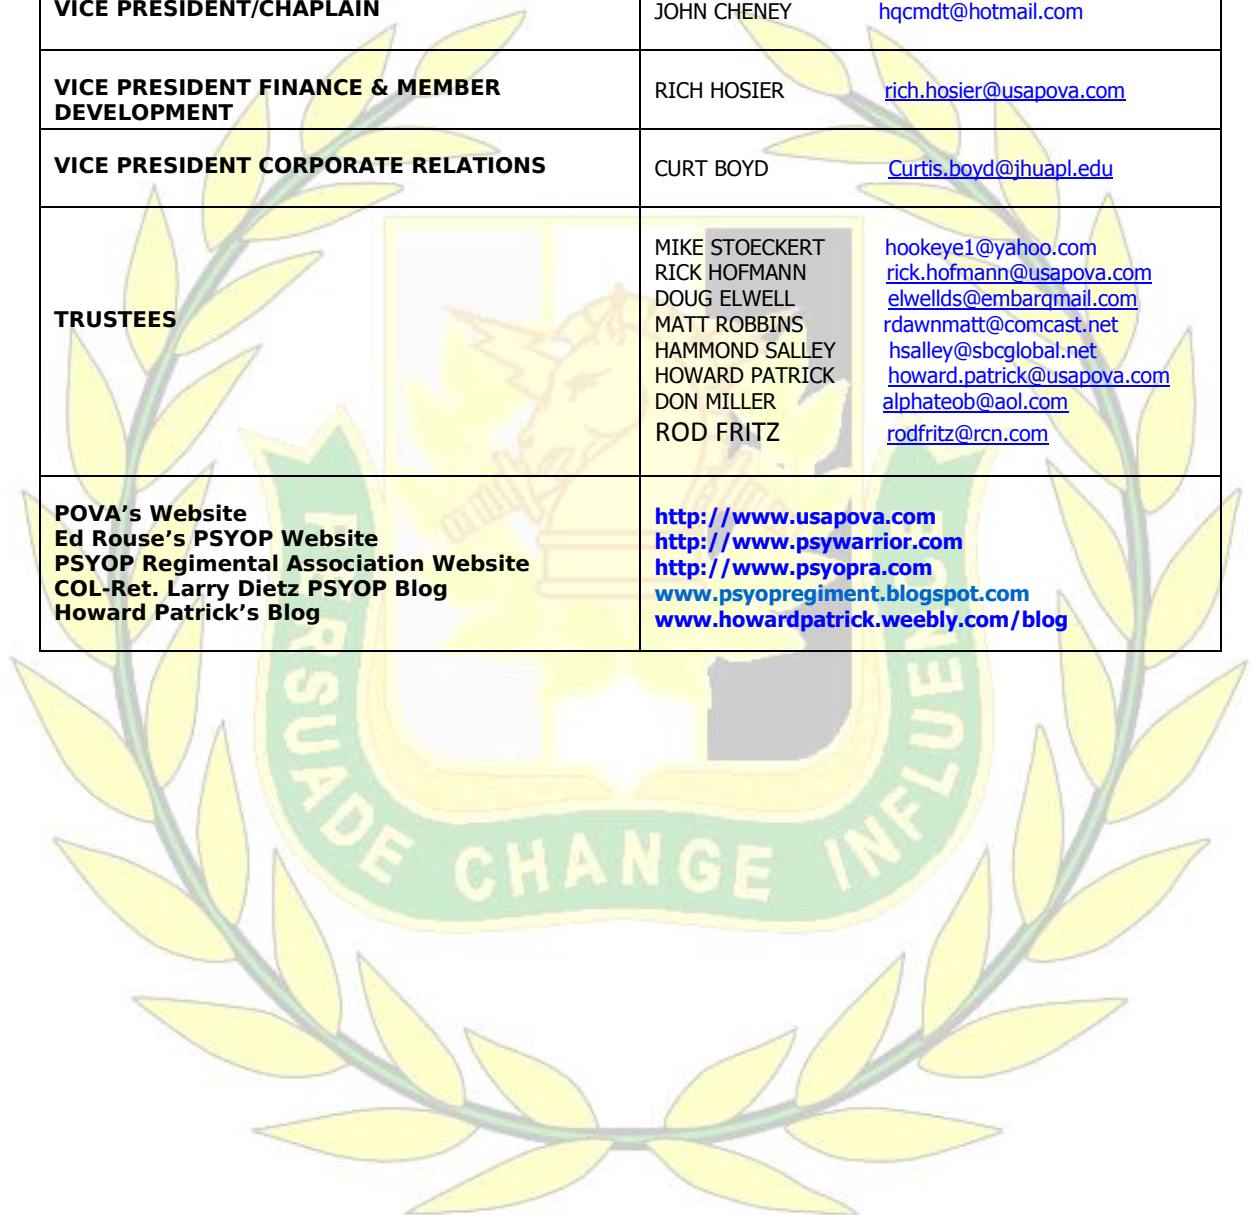 VICE PRESIDENT/CHAPLAIN
JOHN CHENEY hqcmdt@hotmail.com
VICE PRESIDENT FINANCE & MEMBER
DEVELOPMENT
RICH HOSIER rich.hosier@usapova.com
VICE PRESIDENT CORPORATE RELATIONS
CURT BOYD Curtis.boyd@jhuapl.edu
TRUSTEES
MIKE STOECKERT hookeye1@yahoo.com
RICK HOFMANN rick.hofmann@usapova.com
DOUG ELWELL elwellds@embarqmail.com
MATT ROBBINS rdawnmatt@comcast.net
HAMMOND SALLEY hsalley@sbcglobal.net
HOWARD PATRICK howard.patrick@usapova.com
DON MILLER alphateob@aol.com
ROD FRITZ rodfritz@rcn.com
POVA’s Website
Ed Rouse’s PSYOP Website
PSYOP Regimental Association Website
COL-Ret. Larry Dietz PSYOP Blog
Howard Patrick’s Blog
http://www.usapova.com
http://www.psywarrior.com
http://www.psyopra.com
www.psyopregiment.blogspot.com
www.howardpatrick.weebly.com/blog
PERSUADE CHANGE INFLUENCE